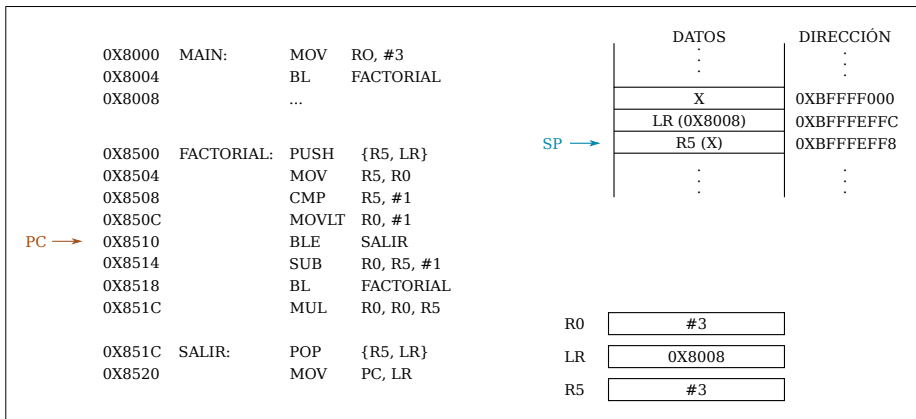 0X8000 MAIN: MOV RO, #3
0X8004 BL FACTORIAL
0X8008 ...
0X8500 FACTORIAL: PUSH {R5, LR}
0X8504 MOV R5, R0
0X8508 CMP R5, #1
0X850C MOVLT R0, #1
PC 0X8510 BLE SALIR
0X8514 SUB R0, R5, #1
0X8518 BL FACTORIAL
0X851C MUL R0, R0, R5
0X851C SALIR: POP {R5, LR}
0X8520 MOV PC, LR
DATOS DIRECCIÓN
X 0XBFFFF000
LR (0X8008) 0XBFFFEFFC
SP R5 (X) 0XBFFFEFF8
R0 #3
LR 0X8008
R5 #3